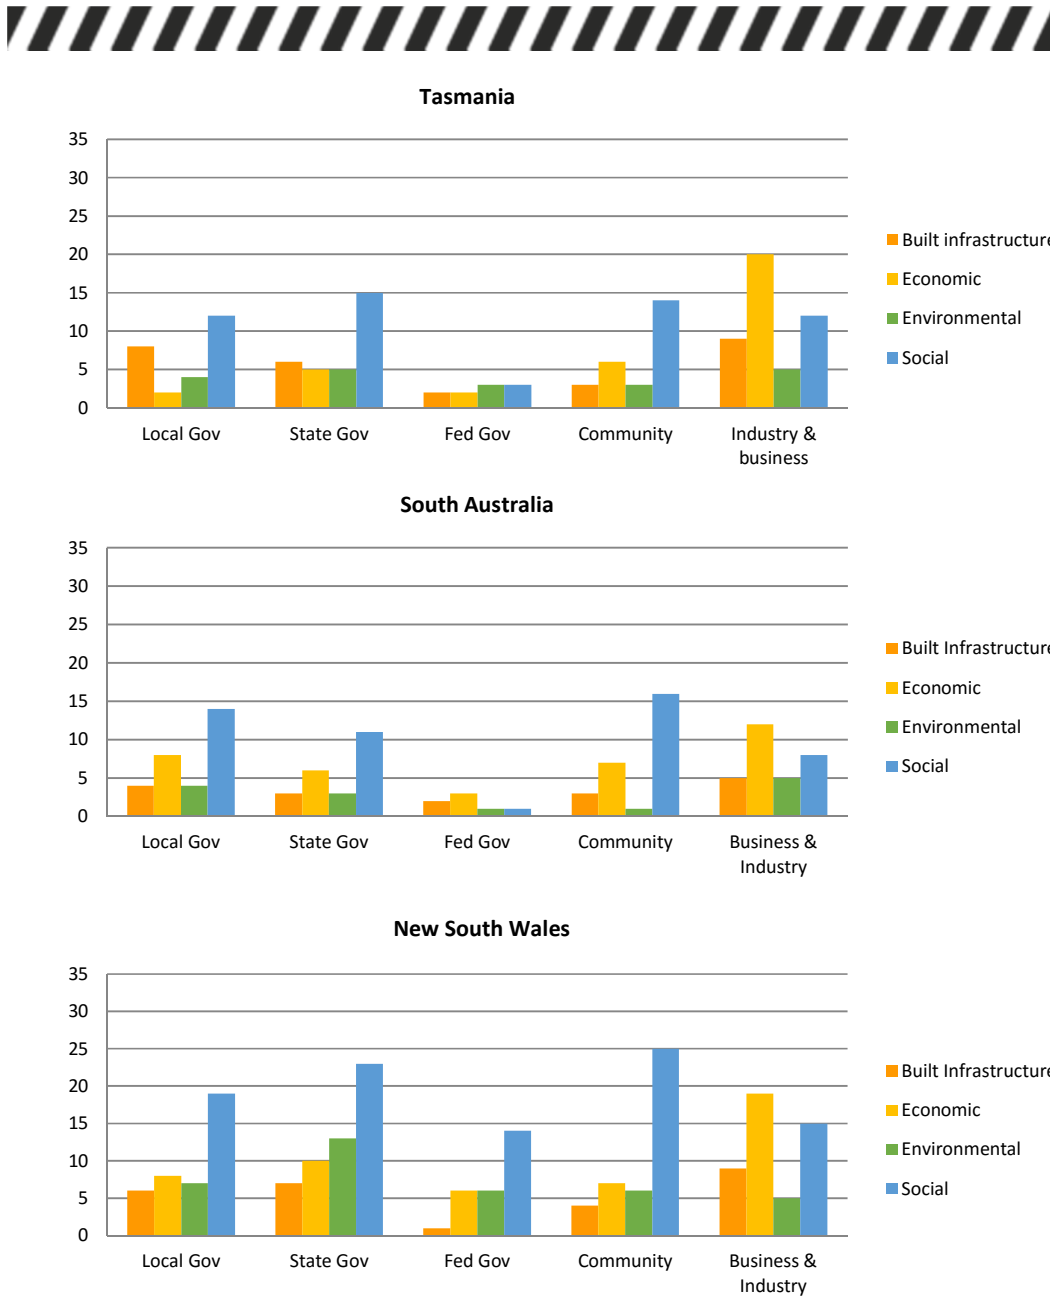 Tasmania
35
30
25
20
15
10
5
0
Local Gov
State Gov
Fed Gov
Community
Industry &
business
Built infrastructure
Economic
Environmental
Social
South Australia
35
30
25
20
15
10
5
0
Local Gov
State Gov
Fed Gov
Community
Business &
Industry
Built Infrastructure
Economic
Environmental
Social
New South Wales
35
30
25
20
15
10
5
0
Local Gov
State Gov
Fed Gov
Community
Business &
Industry
Built Infrastructure
Economic
Environmental
Social